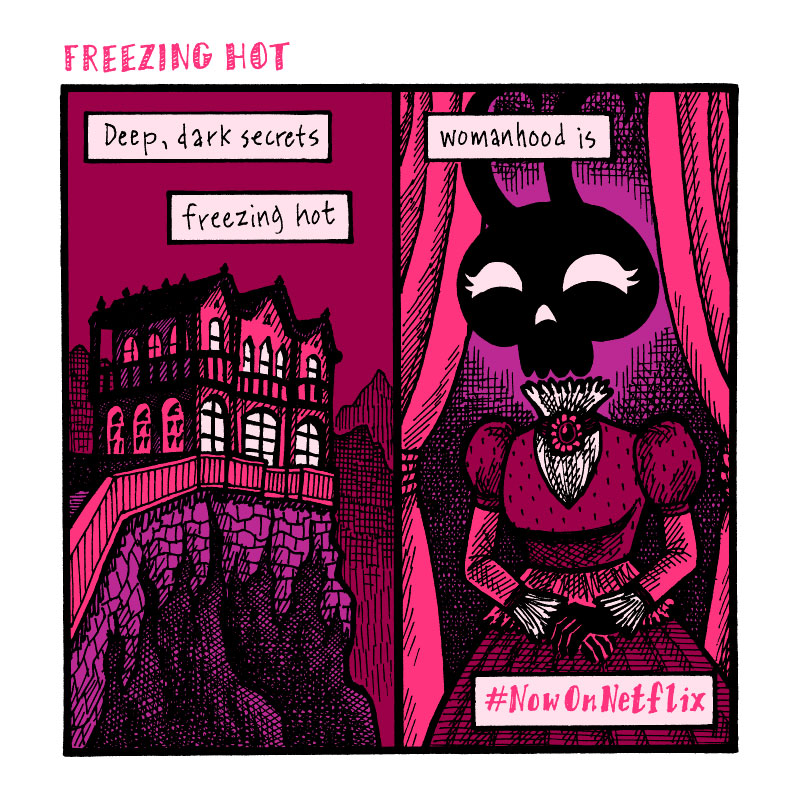 FREEZING HOT
Deep, dark secrets
freezing hot
womanhood is
#NowOnNetflix